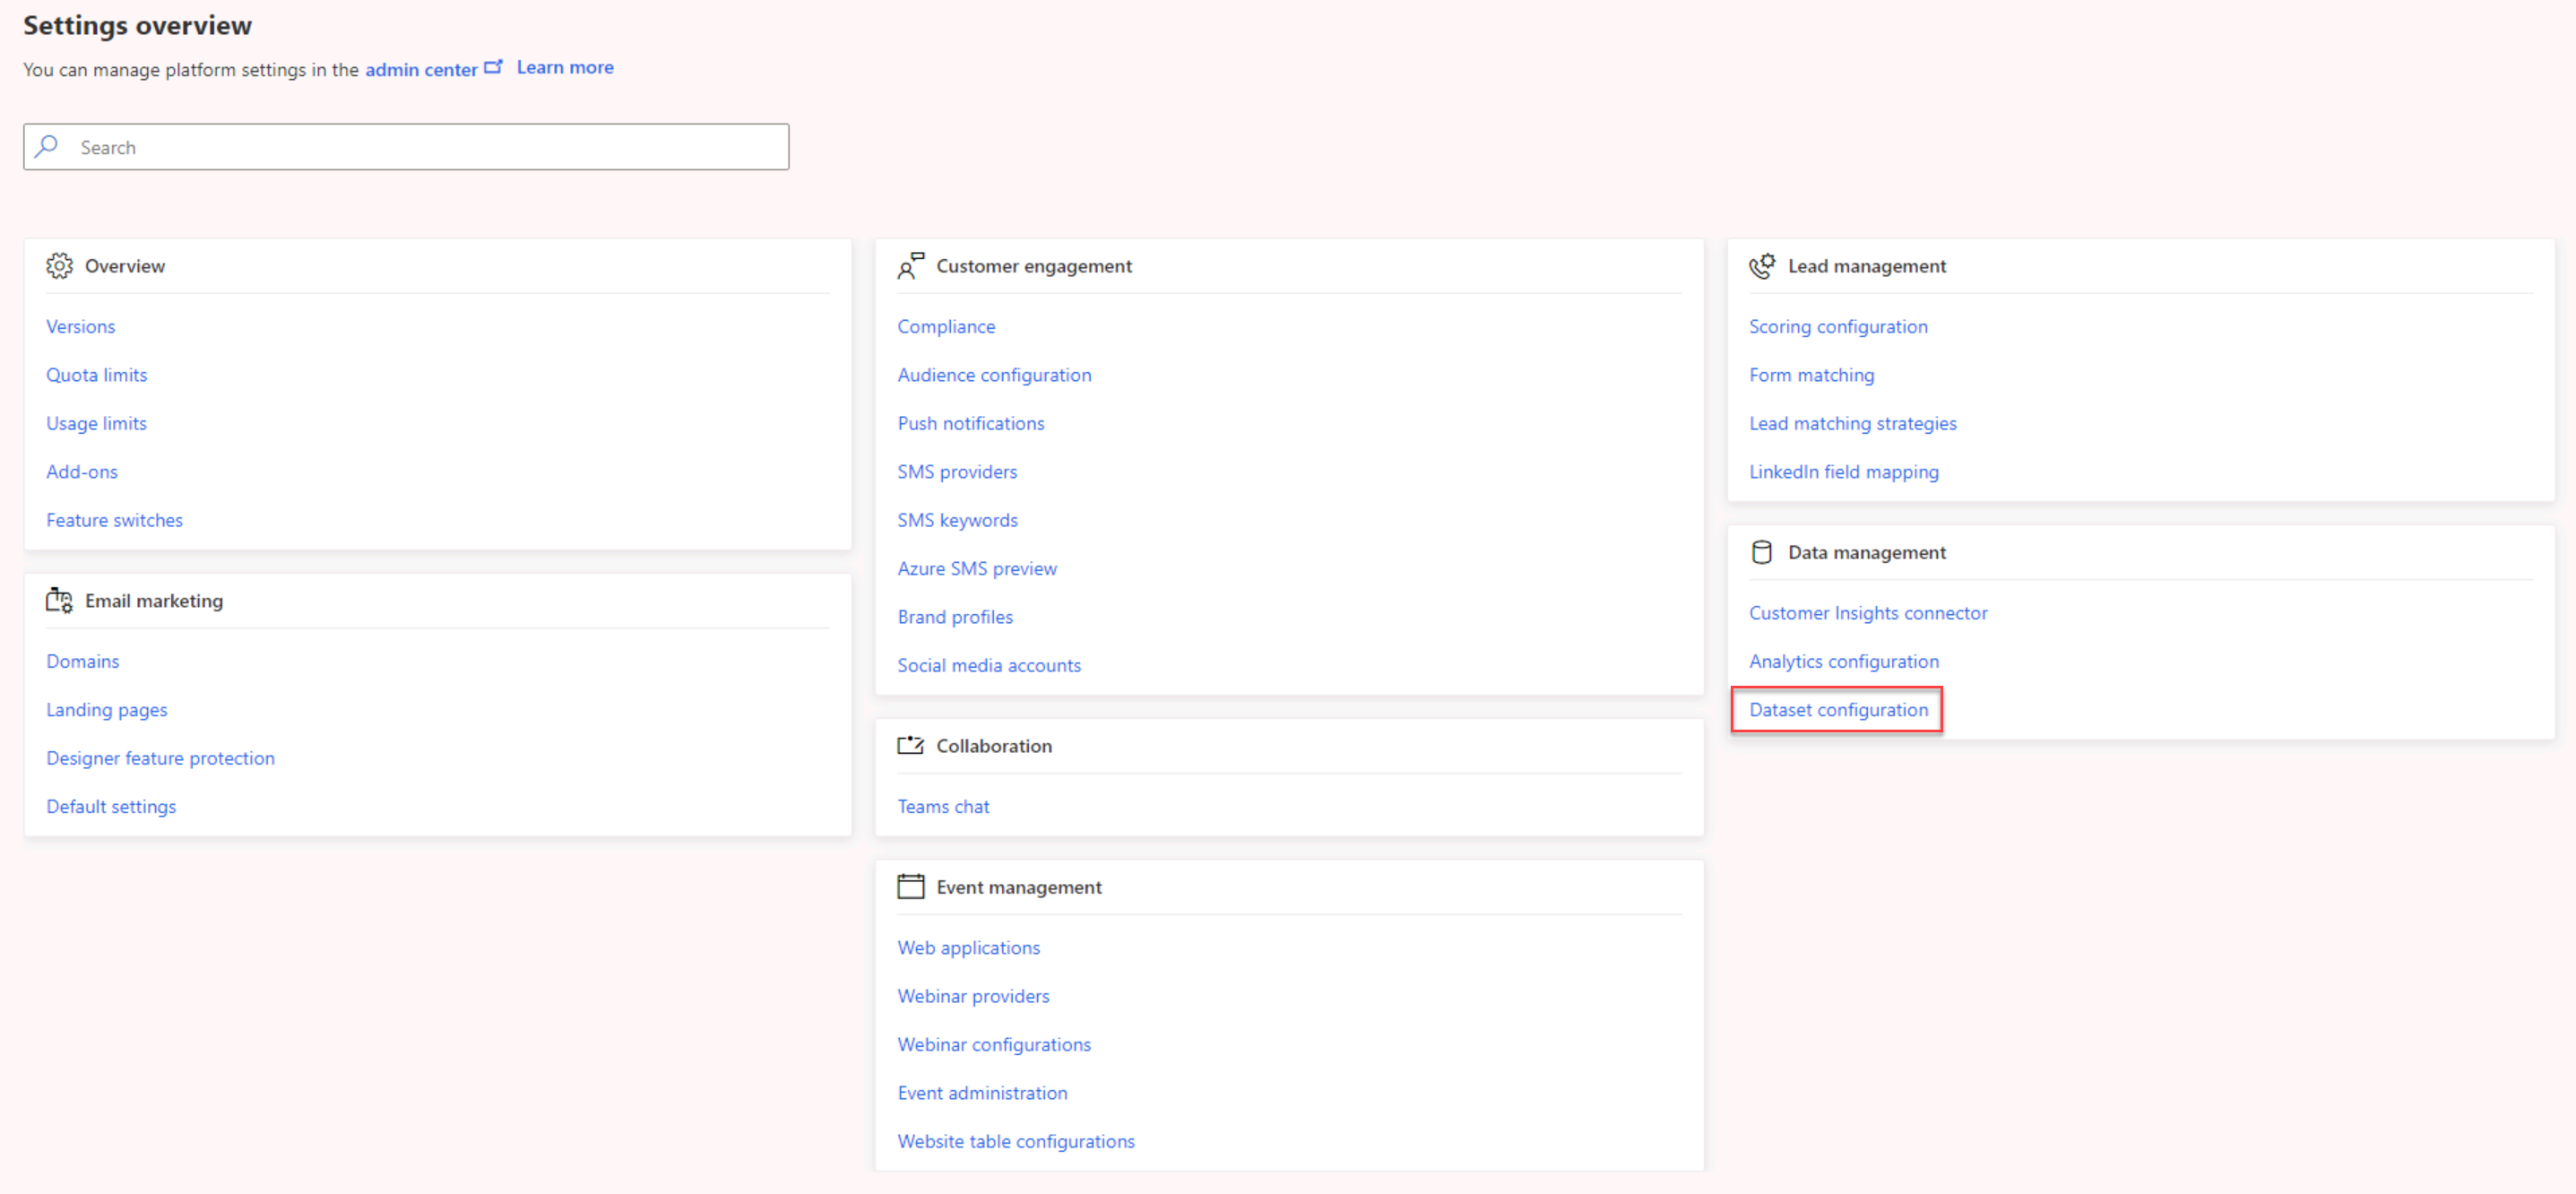 Settings overview
You can manage platform settings in the admin center Learn more
Search
Overview
Versions
Quota limits
Usage limits
Add-ons
Feature switches
Email marketing
Domains
Landing pages
Designer feature protection
Default settings
Customer engagement
Compliance
Audience configuration
Push notifications
SMS providers
SMS keywords
Azure SMS preview
Brand profiles
Social media accounts
Collaboration
Teams chat
Event management
Web applications
Webinar providers
Webinar configurations
Event administration
Website table configurations
Lead management
Scoring configuration
Form matching
Lead matching strategies
LinkedIn field mapping
Data management
Customer Insights connector
Analytics configuration
Dataset configuration